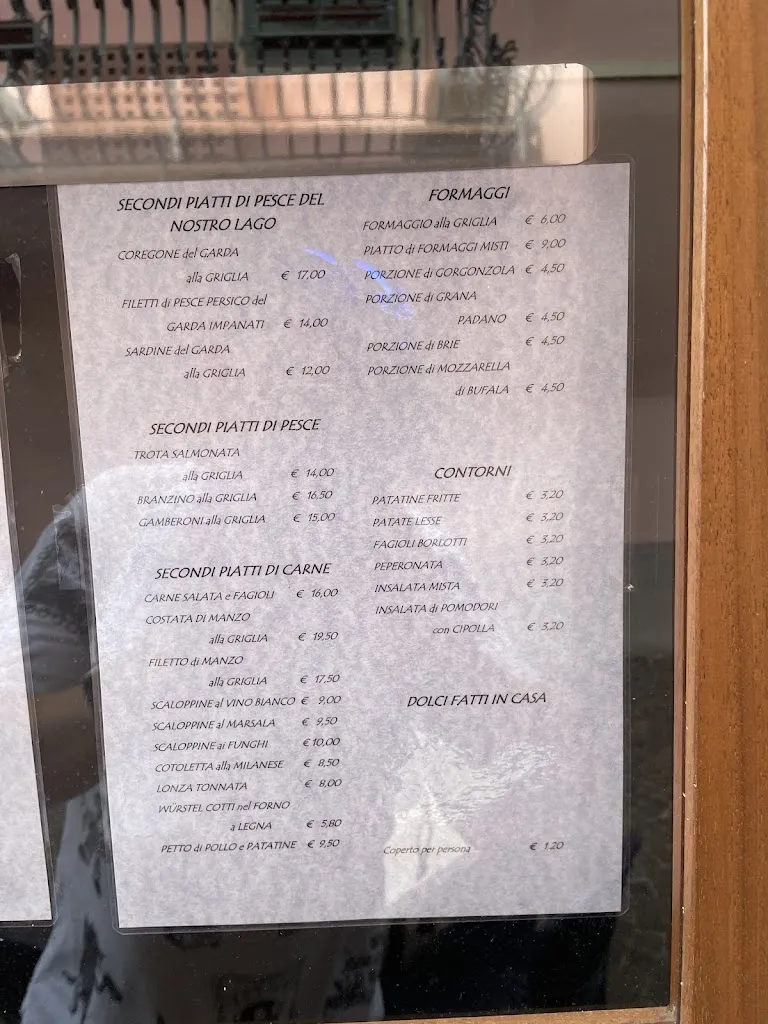 SECONDI PIATTI DI PESCE DEL
NOSTRO LAGO
COREGONE del GARDA
alla GRIGLIA € 17,00
FILETTI di PESCE PERSICO del
GARDA IMPANATI € 14,00
SARDINE del GARDA
alla GRIGLIA € 12,00
SECONDI PIATTI DI PESCE
TROTA SALMONATA
alla GRIGLIA € 14,00
BRANZINO alla GRIGLIA € 16,50
GAMBERONI alla GRIGLIA € 15,00
SECONDI PIATTI DI CARNE
CARNE SALATA e FAGIOLI € 16,00
COSTATA DI MANZO
alla GRIGLIA € 19,50
FILETTO di MANZO
alla GRIGLIA € 17,50
SCALOPPINE al VINO BIANCO € 9,00
SCALOPPINE al MARSALA € 9,50
SCALOPPINE ai FUNGHI €10,00
COTOLETTA alla MILANESE € 8,50
LONZA TONNATA € 8,00
WÜRSTEL COTTI nel FORNO
a LEGNA € 5,80
PETTO di POLLO e PATATINE € 9,50
FORMAGGI
FORMAGGIO alla GRIGLIA € 6,00
PIATTO di FORMAGGI MISTI € 9,00
PORZIONE di GORGONZOLA € 4,50
PORZIONE di GRANA
PADANO € 4,50
PORZIONE di BRIE € 4,50
PORZIONE di MOZZARELLA
di BUFALA € 4,50
CONTORNI
PATATINE FRITTE € 3,20
PATATE LESSE € 3,20
FAGIOLI BORLOTTI € 3,20
PEPERONATA € 3,20
INSALATA MISTA € 3,20
INSALATA di POMODORI
con CIPOLLA € 3,20
DOLCI FATTI IN CASA
Coperto per persona € 1.20